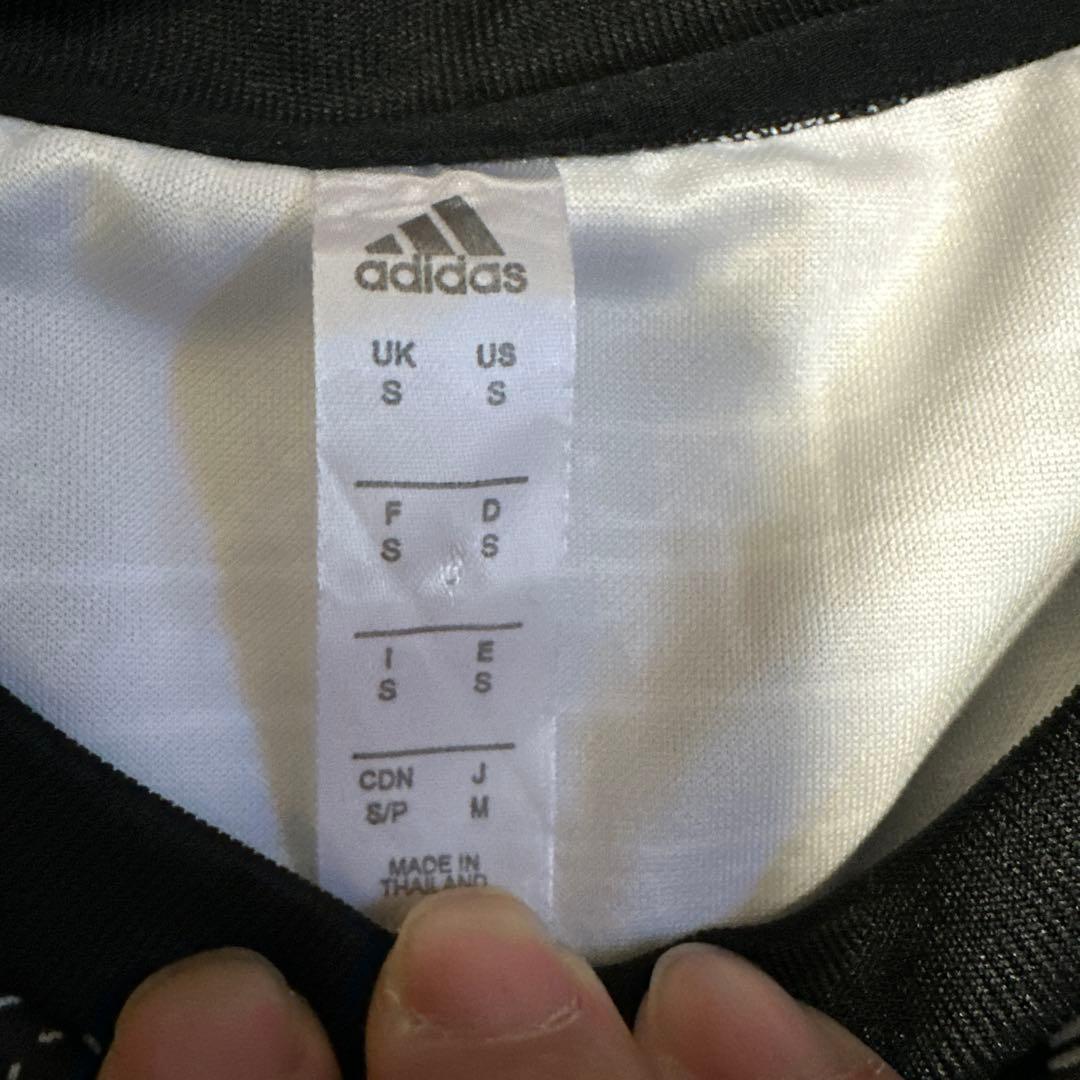 adidas
UK US
S S
F D
S S
I E
S S
CDN J
S/P M
MADE IN
THAILAND